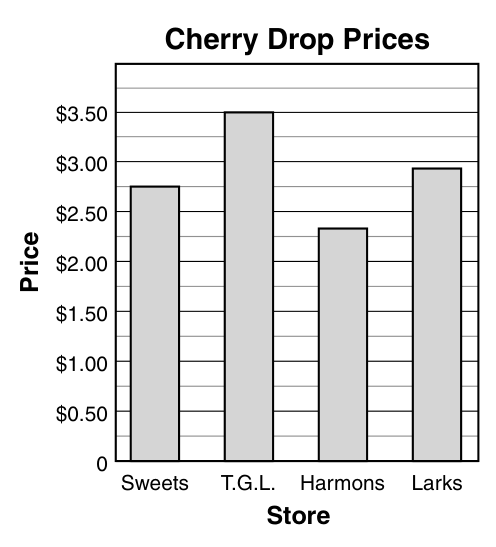 Cherry Drop Prices
$3.50
$3.00
$2.50
$2.00
$1.50
$1.00
$0.50
0
Price
Sweets T.G.L. Harmons Larks
Store